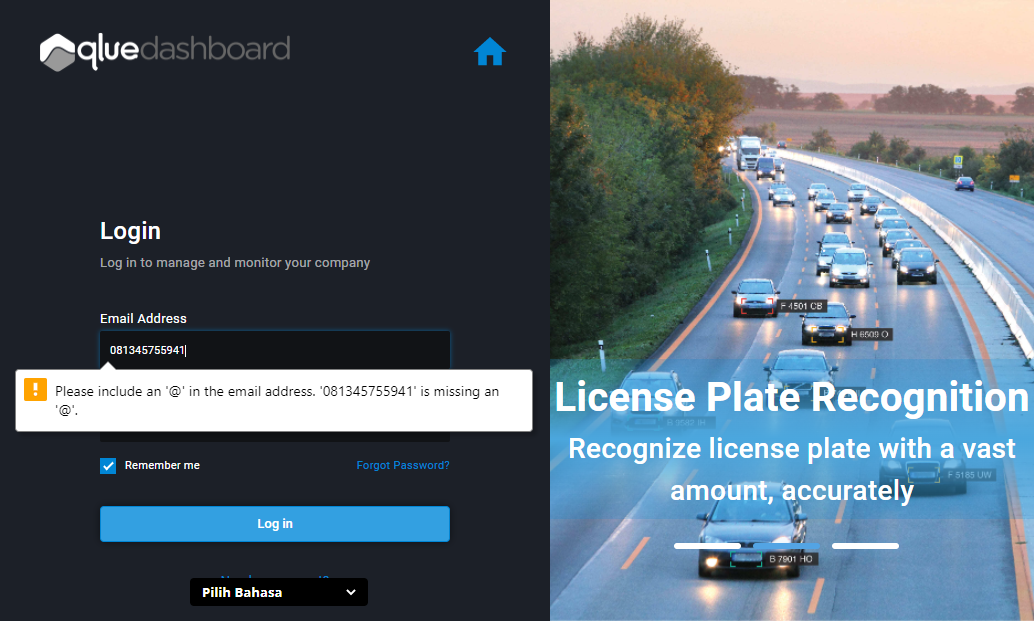 qluedashboard
Login
Log in to manage and monitor your company
Email Address
081345755941
Please include an '@' in the email address. '081345755941' is missing an
'@'.
Remember me
Forgot Password?
Log in
Pilih Bahasa
F 4501 CB
H 6509 O
License Plate Recognition
Recognize license plate with a vast
F 5185 UW
amount, accurately
B 7901 HO